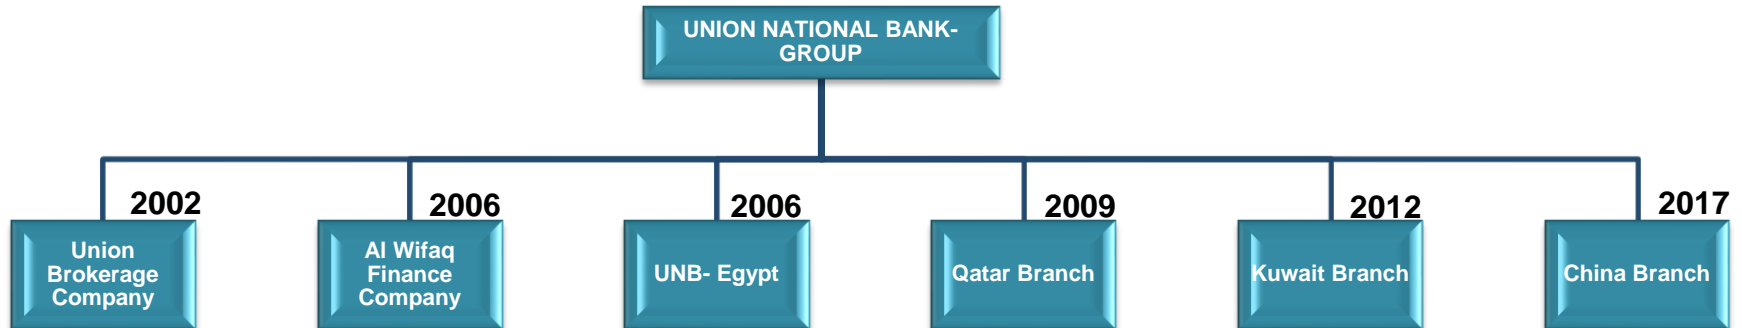 UNION NATIONAL BANK-
GROUP
2002
2006
2006
2009
2012
2017
Union
Brokerage
Company
Al Wifaq
Finance
Company
UNB- Egypt
Qatar Branch
Kuwait Branch
China Branch